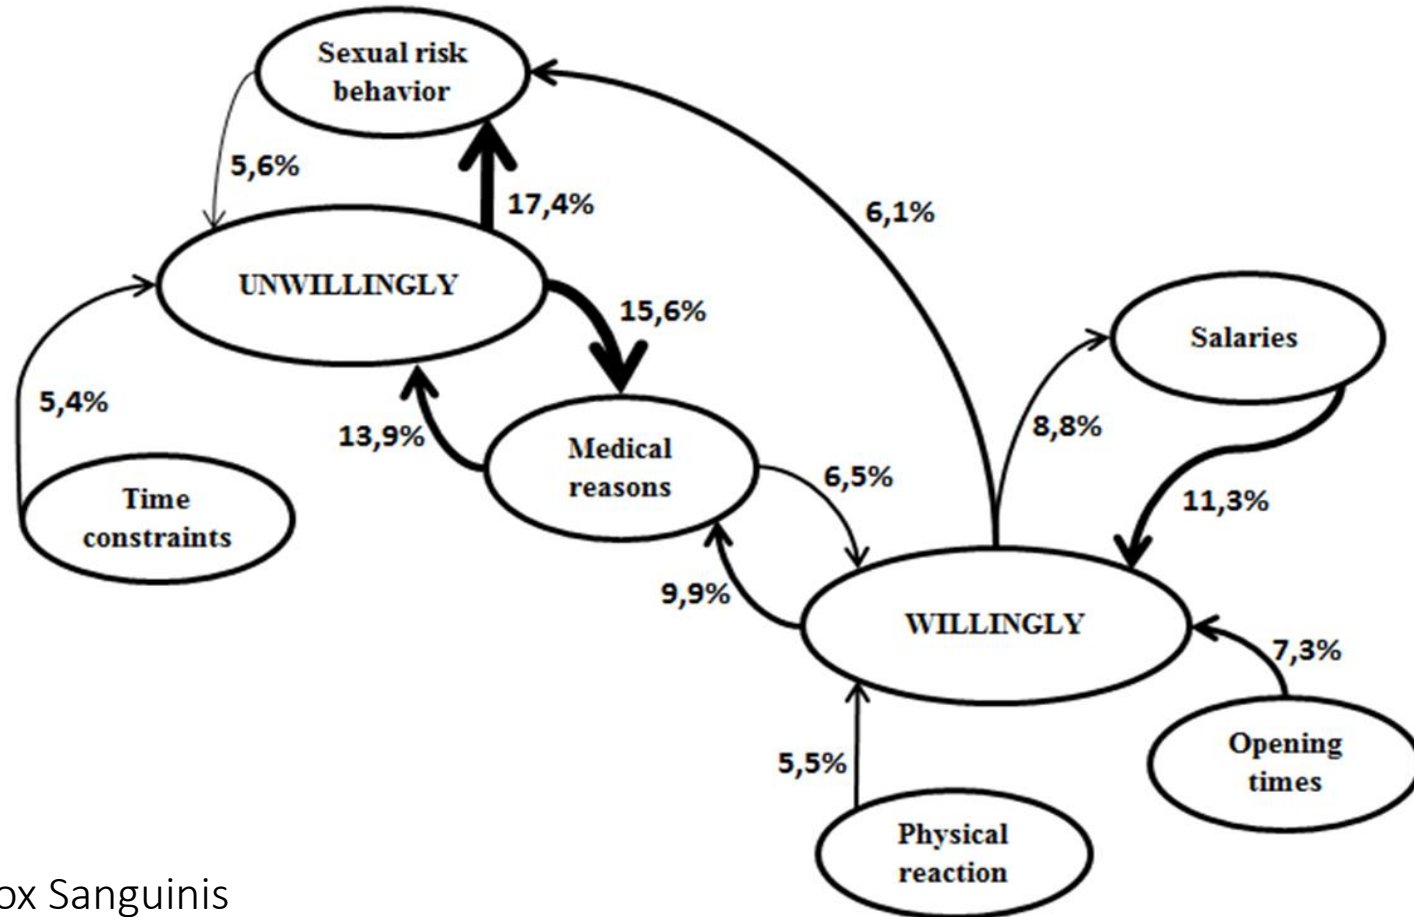 Sexual risk
behavior
5,6%
17,4%
6,1%
UNWILLINGLY
15,6%
Salaries
5,4%
8,8%
13,9%
Medical
reasons
6,5%
11,3%
Time
constraints
9,9%
WILLINGLY
7,3%
5,5%
Opening
times
Physical
reaction
ox Sanguinis